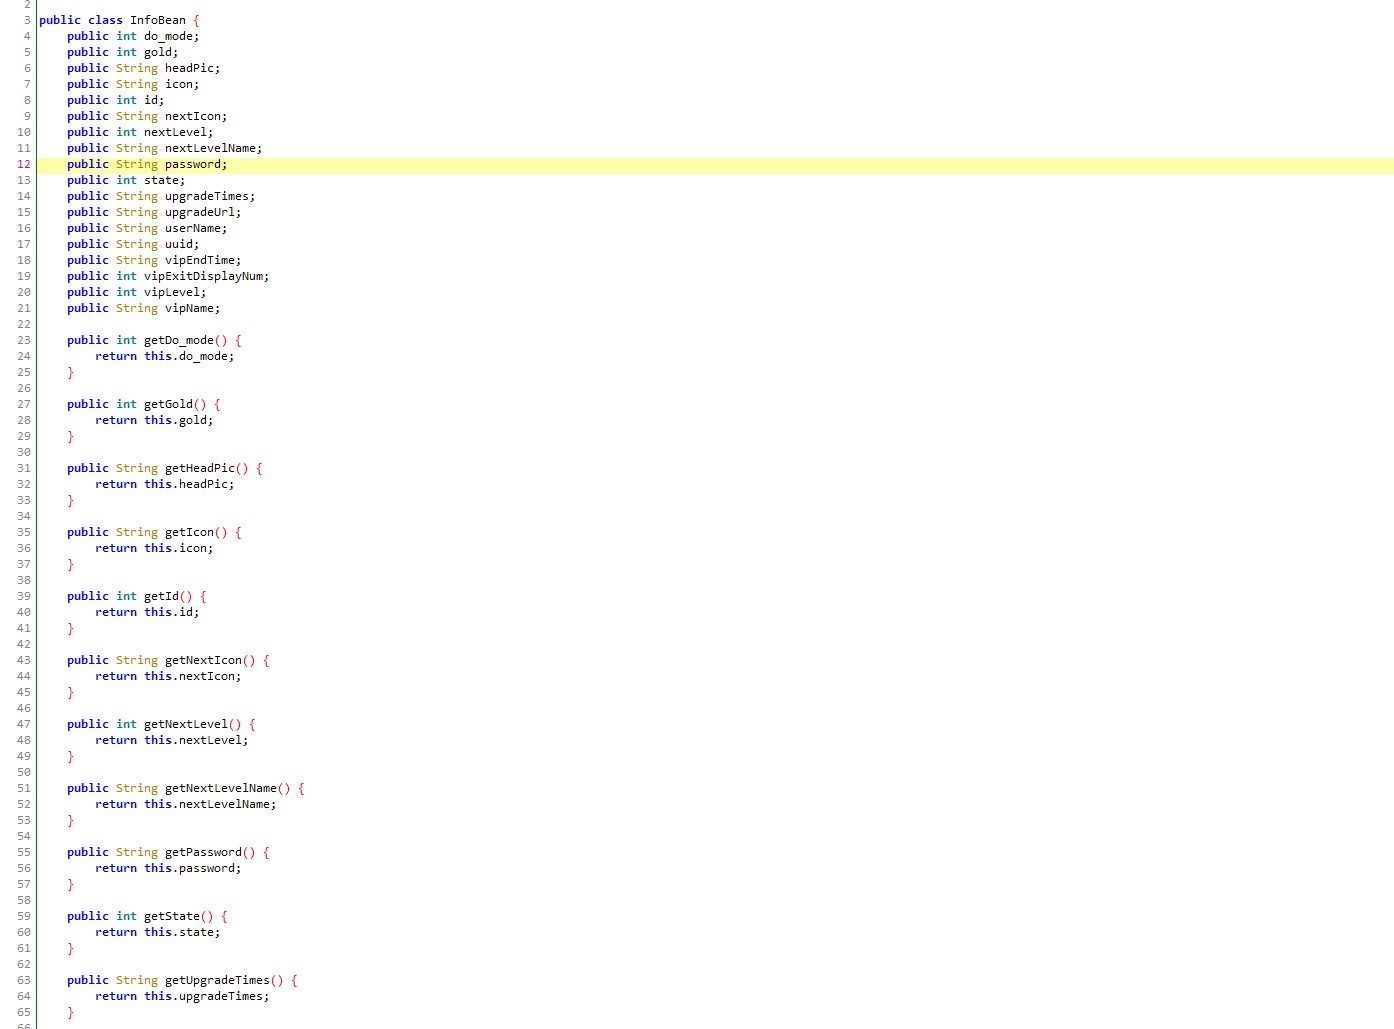 2
3 public class InfoBean {
4     public int do_mode;
5     public int gold;
6     public String headPic;
7     public String icon;
8     public int id;
9     public String nextIcon;
10     public int nextLevel;
11     public String nextLevelName;
12     public String password;
13     public int state;
14     public String upgradeTimes;
15     public String upgradeUrl;
16     public String userName;
17     public String uuid;
18     public String vipEndTime;
19     public int vipExitDisplayNum;
20     public int vipLevel;
21     public String vipName;
22
23     public int getDo_mode() {
24         return this.do_mode;
25     }
26
27     public int getGold() {
28         return this.gold;
29     }
30
31     public String getHeadPic() {
32         return this.headPic;
33     }
34
35     public String getIcon() {
36         return this.icon;
37     }
38
39     public int getId() {
40         return this.id;
41     }
42
43     public String getNextIcon() {
44         return this.nextIcon;
45     }
46
47     public int getNextLevel() {
48         return this.nextLevel;
49     }
50
51     public String getNextLevelName() {
52         return this.nextLevelName;
53     }
54
55     public String getPassword() {
56         return this.password;
57     }
58
59     public int getState() {
60         return this.state;
61     }
62
63     public String getUpgradeTimes() {
64         return this.upgradeTimes;
65     }
66